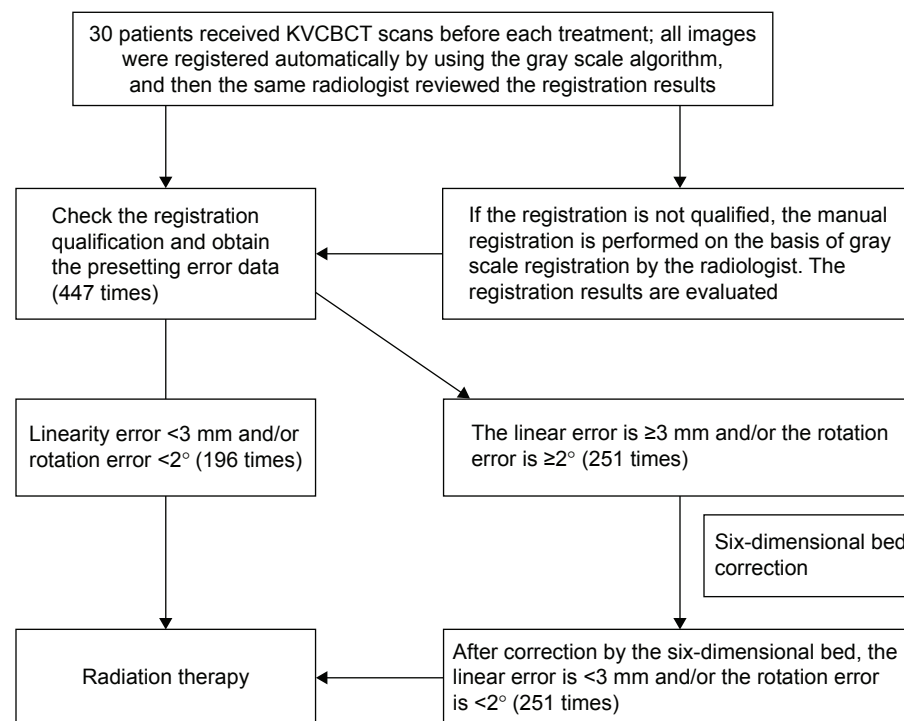 30 patients received KVCBCT scans before each treatment; all images
were registered automatically by using the gray scale algorithm,
and then the same radiologist reviewed the registration results
Check the registration
qualification and obtain
the presetting error data
(447 times)
If the registration is not qualified, the manual
registration is performed on the basis of gray
scale registration by the radiologist. The
registration results are evaluated
Linearity error <3 mm and/or
rotation error <2° (196 times)
The linear error is ≥3 mm and/or the rotation
error is ≥2° (251 times)
Six-dimensional bed
correction
Radiation therapy
After correction by the six-dimensional bed, the
linear error is <3 mm and/or the rotation error
is <2° (251 times)